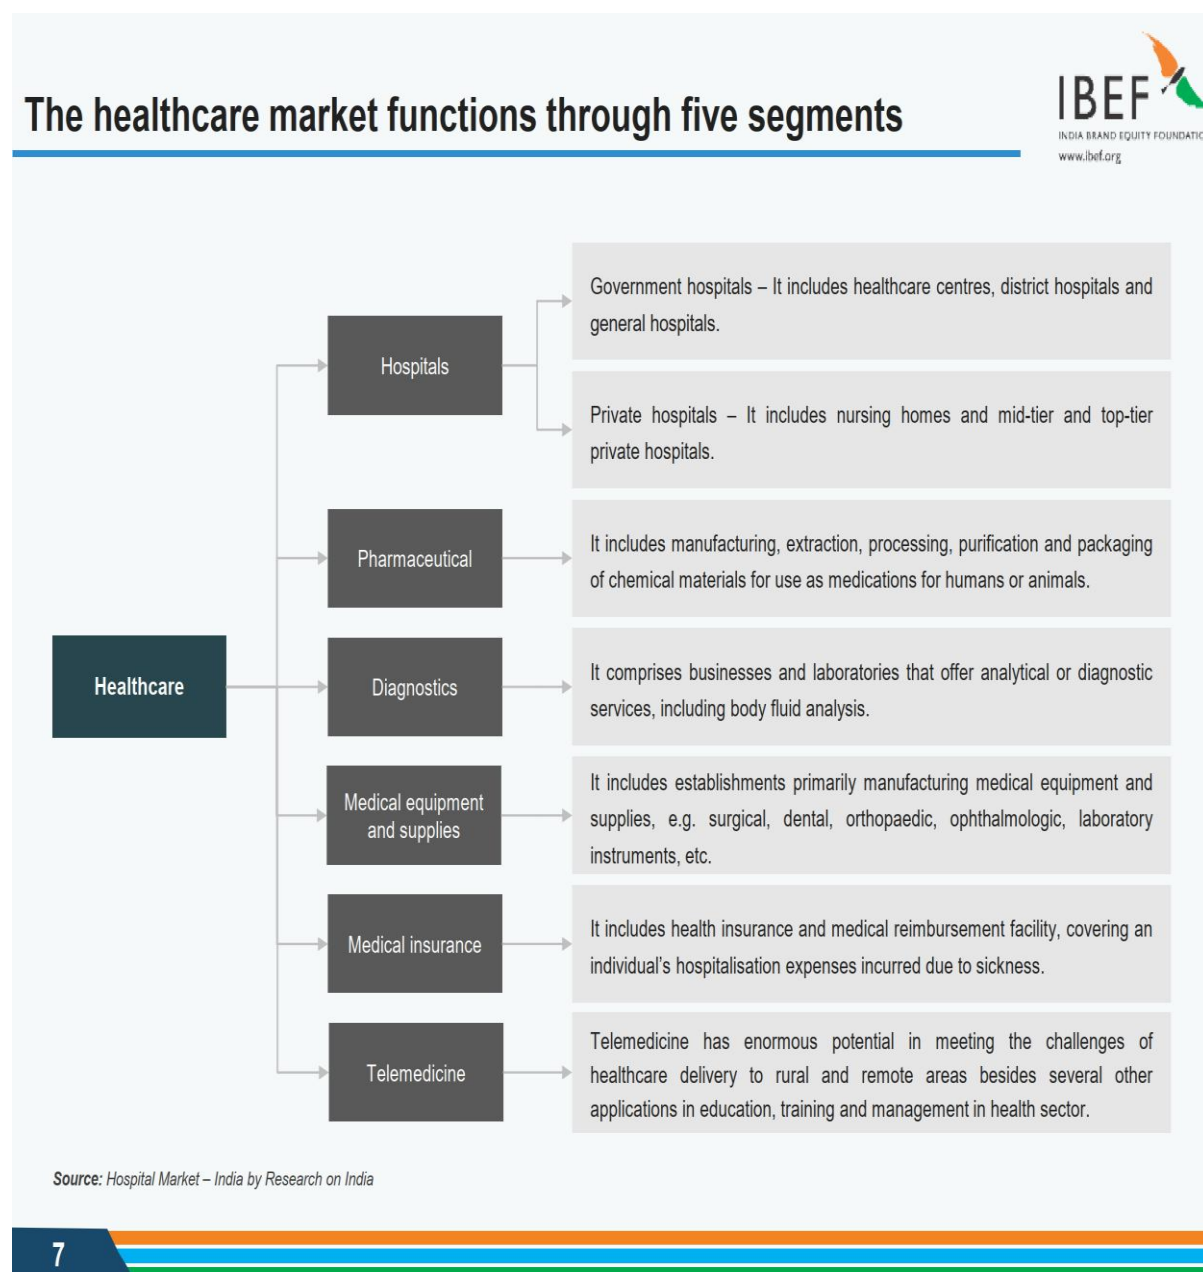 The healthcare market functions through five segments
IBEF
INDIA BRAND EQUITY FOUNDATIO
www.ibef.org
Healthcare
Hospitals
Government hospitals – It includes healthcare centres, district hospitals and
general hospitals.
Private hospitals – It includes nursing homes and mid-tier and top-tier
private hospitals.
Pharmaceutical
It includes manufacturing, extraction, processing, purification and packaging
of chemical materials for use as medications for humans or animals.
Diagnostics
It comprises businesses and laboratories that offer analytical or diagnostic
services, including body fluid analysis.
Medical equipment
and supplies
It includes establishments primarily manufacturing medical equipment and
supplies, e.g. surgical, dental, orthopaedic, ophthalmologic, laboratory
instruments, etc.
Medical insurance
It includes health insurance and medical reimbursement facility, covering an
individual’s hospitalisation expenses incurred due to sickness.
Telemedicine
Telemedicine has enormous potential in meeting the challenges of
healthcare delivery to rural and remote areas besides several other
applications in education, training and management in health sector.
Source: Hospital Market – India by Research on India
7